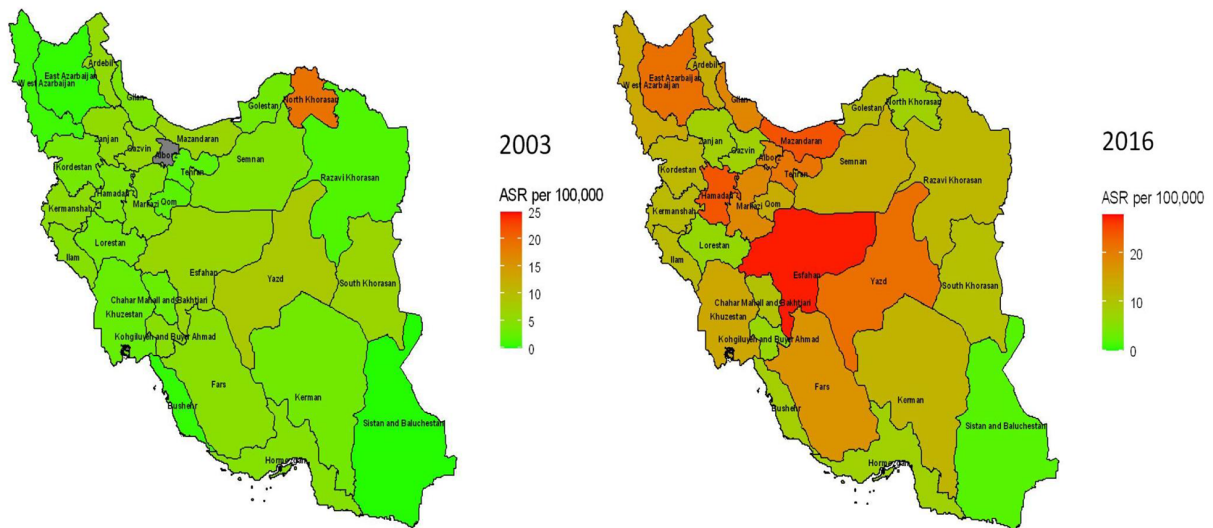 East Azarbaijan
Ardebil
West Azarbaijan
Gilan
North Khorasan
Golestan
Zanjan
Mazandaran
Qazvin
Alborz
Semnan
Tehran
Kordestan
Razavi Khorasan
Hamadan
Markazi
Qom
Kermanshah
Lorestan
Ilam
Esfahan
Yazd
South Khorasan
Chahar Mahall and Bakhtiari
Khuzestan
Kohgiluyeh and Buyer Ahmad
Fars
Bushehr
Kerman
Sistan and Baluchestan
Hormozgan
2003
ASR per 100,000
25
20
15
10
5
0
East Azarbaijan
Ardebil
West Azarbaijan
Gilan
North Khorasan
Golestan
Zanjan
Mazandaran
Qazvin
Alborz
Semnan
Tehran
Kordestan
Razavi Khorasan
Hamadan
Markazi
Qom
Kermanshah
Lorestan
Ilam
Esfahan
Yazd
South Khorasan
Chahar Mahall and Bakhtiari
Khuzestan
Kohgiluyeh and Buyer Ahmad
Fars
Bushehr
Kerman
Sistan and Baluchestan
Hormozgan
2016
ASR per 100,000
20
10
0